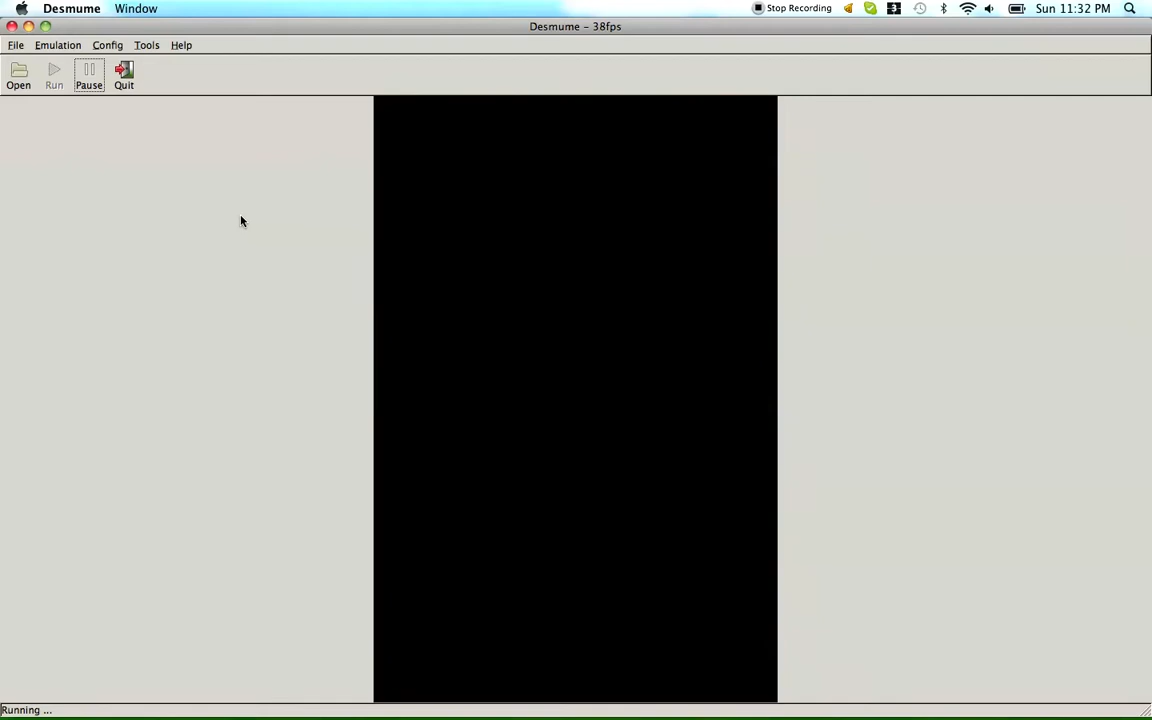 Desmume Window Stop Recording 3 Sun 11:32 PM
Desmume - 38fps
File Emulation Config Tools Help
Open Run Pause Quit
Running ...